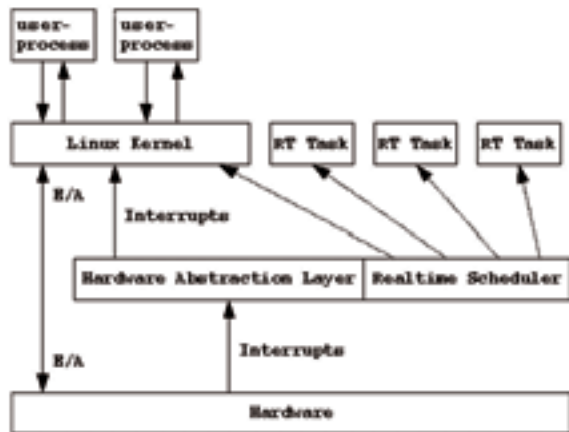 user-
process
user-
process
Linux Kernel
RT Task
RT Task
RT Task
E/A
Interrupts
Hardware Abstraction Layer
Realtime Scheduler
Interrupts
E/A
Hardware